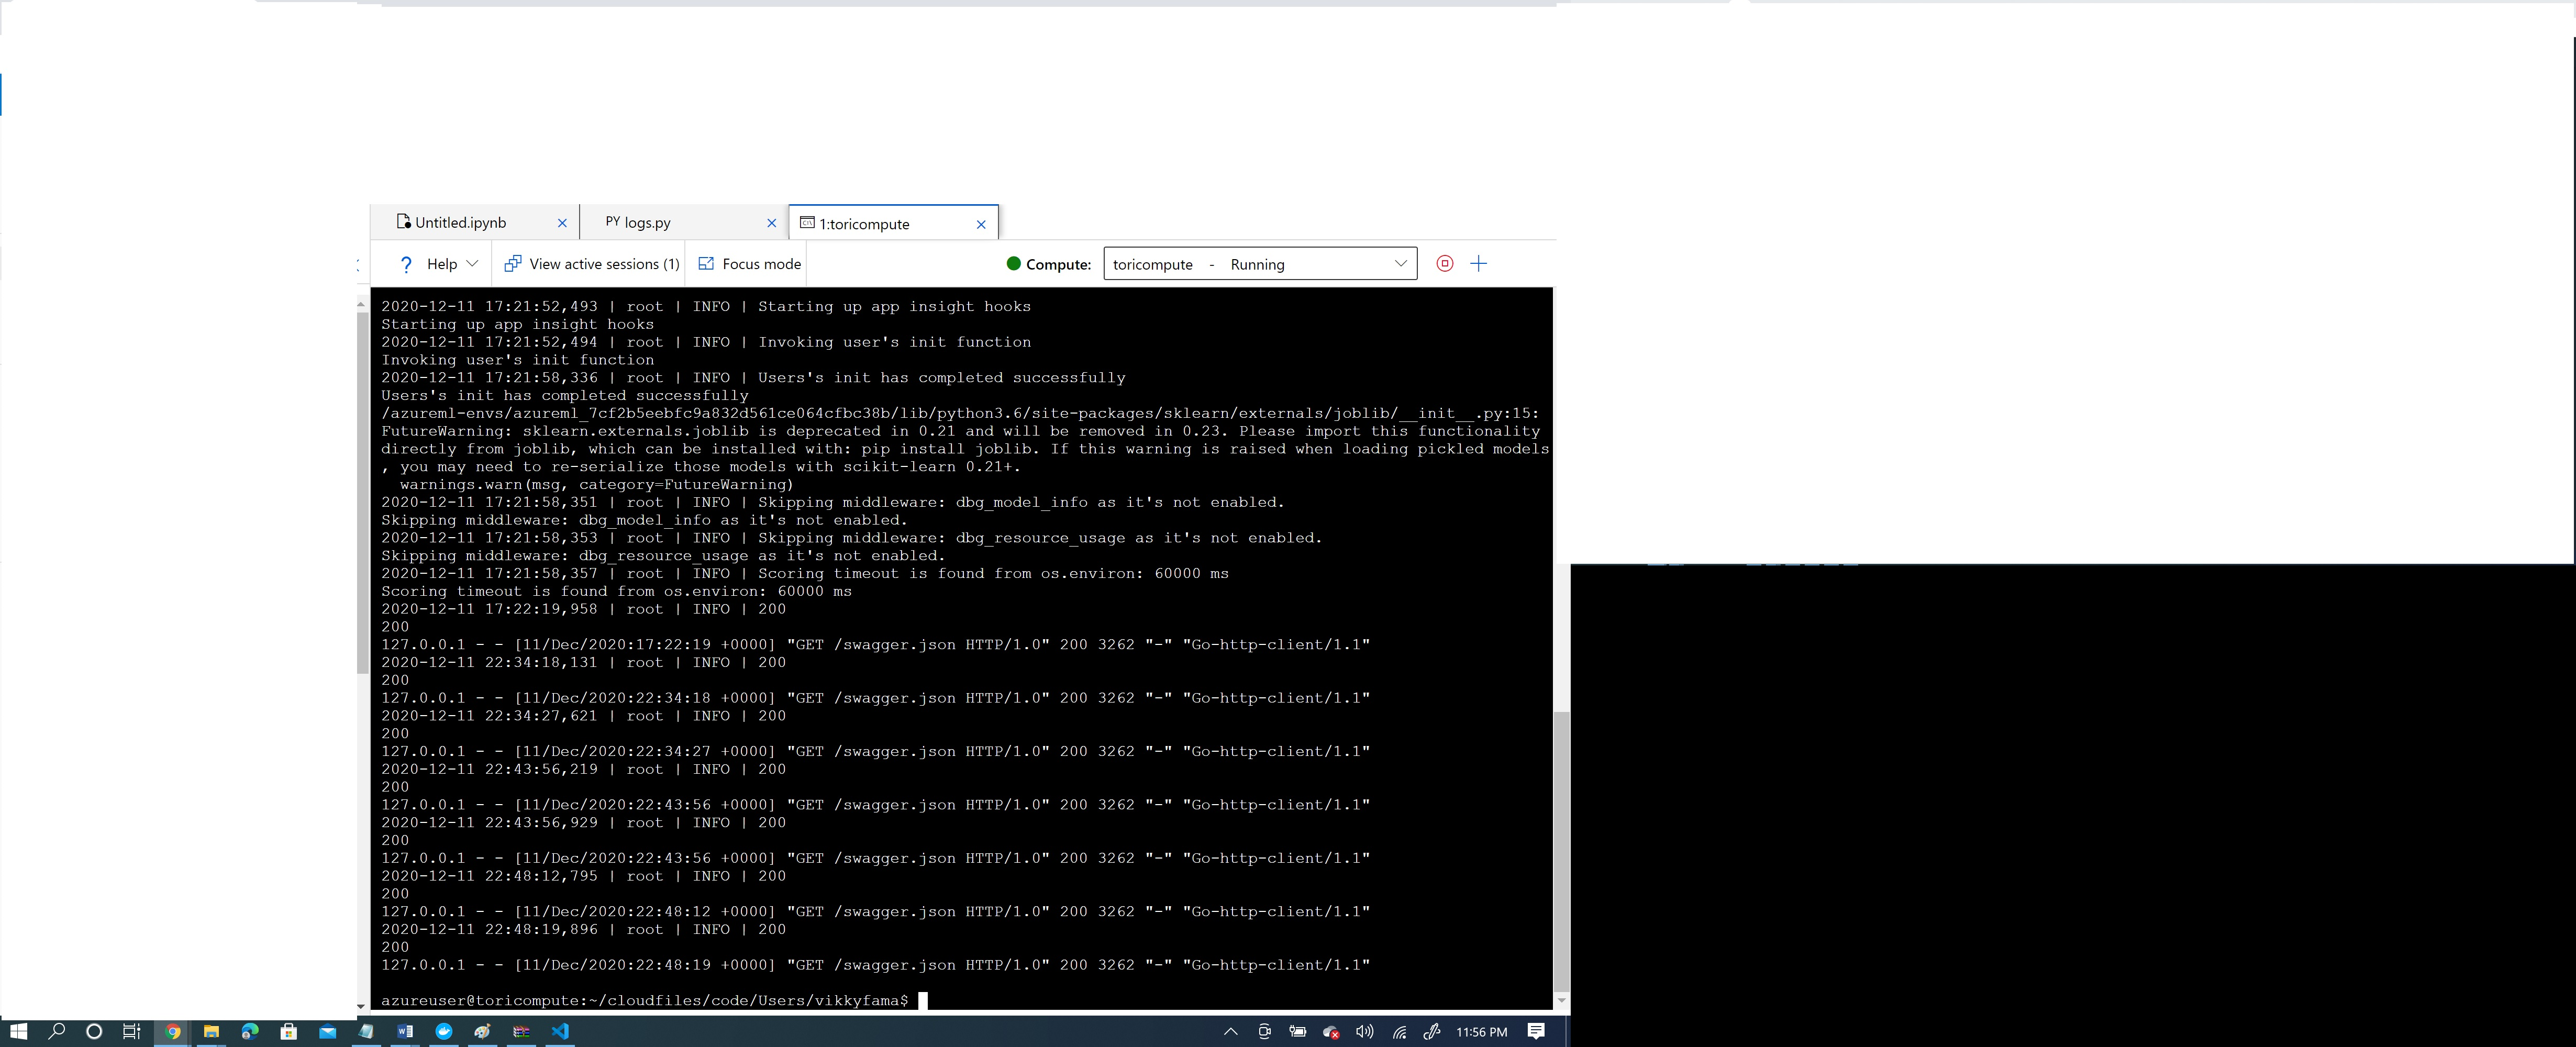 Untitled.ipynb
PY logs.py
1:toricompute
? Help
View active sessions (1)
Focus mode
Compute:
toricompute - Running
2020-12-11 17:21:52,493 | root | INFO | Starting up app insight hooks
Starting up app insight hooks
2020-12-11 17:21:52,494 | root | INFO | Invoking user's init function
Invoking user's init function
2020-12-11 17:21:58,336 | root | INFO | Users's init has completed successfully
Users's init has completed successfully
/azureml-envs/azureml_7cf2b5eebfc9a832d561ce064cfbc38b/lib/python3.6/site-packages/sklearn/externals/joblib/__init__.py:15:
FutureWarning: sklearn.externals.joblib is deprecated in 0.21 and will be removed in 0.23. Please import this functionality
directly from joblib, which can be installed with: pip install joblib. If this warning is raised when loading pickled models
, you may need to re-serialize those models with scikit-learn 0.21+.
warnings.warn(msg, category=FutureWarning)
2020-12-11 17:21:58,351 | root | INFO | Skipping middleware: dbg_model_info as it's not enabled.
Skipping middleware: dbg_model_info as it's not enabled.
2020-12-11 17:21:58,353 | root | INFO | Skipping middleware: dbg_resource_usage as it's not enabled.
Skipping middleware: dbg_resource_usage as it's not enabled.
2020-12-11 17:21:58,357 | root | INFO | Scoring timeout is found from os.environ: 60000 ms
Scoring timeout is found from os.environ: 60000 ms
2020-12-11 17:22:19,958 | root | INFO | 200
200
127.0.0.1 - - [11/Dec/2020:17:22:19 +0000] "GET /swagger.json HTTP/1.0" 200 3262 "-" "Go-http-client/1.1"
2020-12-11 22:34:18,131 | root | INFO | 200
200
127.0.0.1 - - [11/Dec/2020:22:34:18 +0000] "GET /swagger.json HTTP/1.0" 200 3262 "-" "Go-http-client/1.1"
2020-12-11 22:34:27,621 | root | INFO | 200
200
127.0.0.1 - - [11/Dec/2020:22:34:27 +0000] "GET /swagger.json HTTP/1.0" 200 3262 "-" "Go-http-client/1.1"
2020-12-11 22:43:56,219 | root | INFO | 200
200
127.0.0.1 - - [11/Dec/2020:22:43:56 +0000] "GET /swagger.json HTTP/1.0" 200 3262 "-" "Go-http-client/1.1"
2020-12-11 22:43:56,929 | root | INFO | 200
200
127.0.0.1 - - [11/Dec/2020:22:43:56 +0000] "GET /swagger.json HTTP/1.0" 200 3262 "-" "Go-http-client/1.1"
2020-12-11 22:48:12,795 | root | INFO | 200
200
127.0.0.1 - - [11/Dec/2020:22:48:12 +0000] "GET /swagger.json HTTP/1.0" 200 3262 "-" "Go-http-client/1.1"
2020-12-11 22:48:19,896 | root | INFO | 200
200
127.0.0.1 - - [11/Dec/2020:22:48:19 +0000] "GET /swagger.json HTTP/1.0" 200 3262 "-" "Go-http-client/1.1"
azureuser@toricompute:~/cloudfiles/code/Users/vikkyfama$
11:56 PM